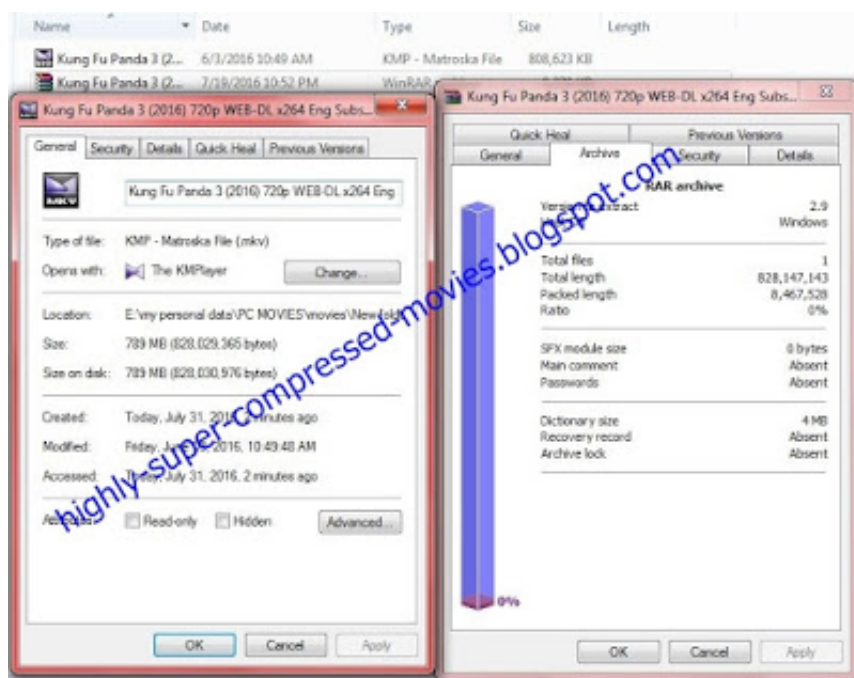 Name Date Type Size Length
Kung Fu Panda 3 (2... 6/3/2016 10:49 AM KMP - Matroska File 808,623 KB
Kung Fu Panda 3 (2... 7/19/2016 10:52 PM WinRAR
Kung Fu Panda 3 (2016) 720p WEB-DL x264 Eng Subs...
General Security Details Quick Heal Previous Versions
MKV
Kung Fu Panda 3 (2016) 720p WEB-DL x264 Eng
Type of file: KMP - Matroska File (.mkv)
Opens with: The KMPlayer Change...
Location: E:\my personal data\PC MOVIES\movies\New
Size: 789 MB (828,029,365 bytes)
Size on disk: 789 MB (828,030,976 bytes)
Created: Today, July 31, 2016, 2 minutes ago
Modified: Friday, 2016, 10:49:48 AM
Accessed: Today, July 31, 2016, 2 minutes ago
Read-only Hidden Advanced...
OK Cancel Apply
Kung Fu Panda 3 (2016) 720p WEB-DL x264 Eng Subs...
Quick Heal Previous Versions
General Archive Security Details
RAR archive
extract 2.9
Windows
Total files 1
Total length 828,147,143
Packed length 8,467,528
Ratio 0%
SFX module size 0 bytes
Main comment Absent
Passwords Absent
Dictionary size 4 MB
Recovery record Absent
Archive lock Absent
0%
OK Cancel Apply
highly-super-compressed-movies.blogspot.com